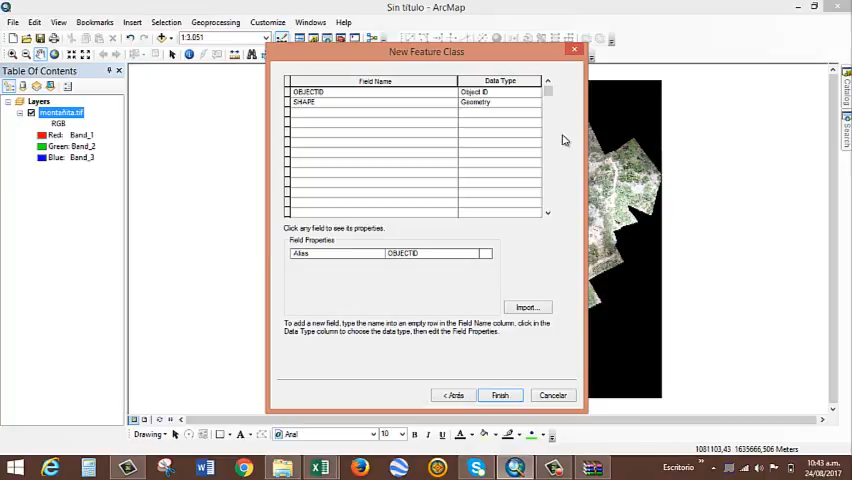 Sin título - ArcMap
File Edit View Bookmarks Insert Selection Geoprocessing Customize Windows Help
1:3.051
New Feature Class
Table Of Contents
Layers
montañita.tif
RGB
Red: Band_1
Green: Band_2
Blue: Band_3
Field Name Data Type
OBJECTID Object ID
SHAPE Geometry
Click any field to see its properties.
Field Properties
Alias OBJECTID
Import...
To add a new field, type the name into an empty row in the Field Name column, click in the
Data Type column to choose the data type, then edit the Field Properties.
< Atrás Finish Cancelar
Catalog
Search
Drawing Arial 10 B I U A
1081103,43 1635666,506 Meters
Escritorio
10:43 a.m.
24/08/2017